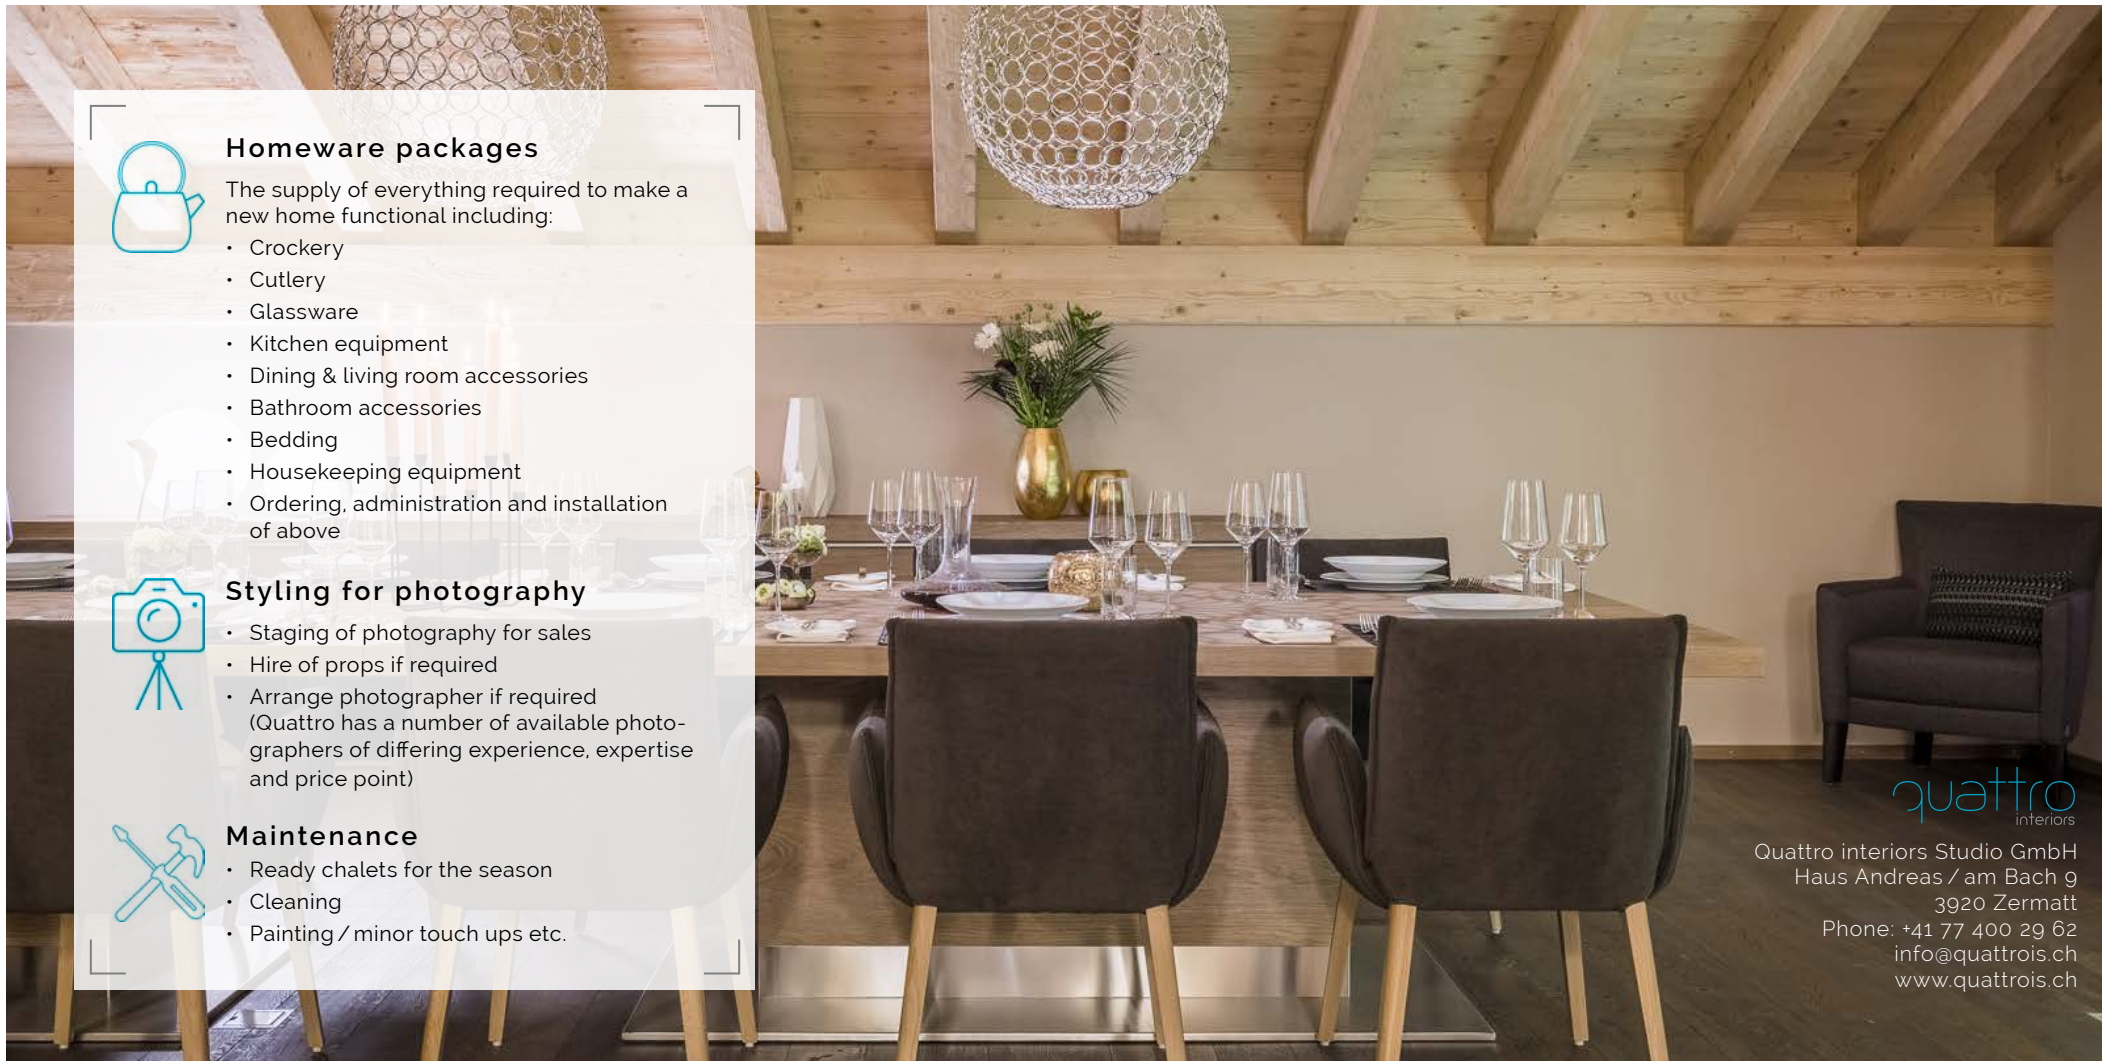 Homeware packages
The supply of everything required to make a
new home functional including:
• Crockery
• Cutlery
• Glassware
• Kitchen equipment
• Dining & living room accessories
• Bathroom accessories
• Bedding
• Housekeeping equipment
• Ordering, administration and installation
of above
Styling for photography
• Staging of photography for sales
• Hire of props if required
• Arrange photographer if required
(Quattro has a number of available photo-
graphers of differing experience, expertise
and price point)
Maintenance
• Ready chalets for the season
• Cleaning
• Painting / minor touch ups etc.
quattro
interiors
Quattro interiors Studio GmbH
Haus Andreas / am Bach 9
3920 Zermatt
Phone: +41 77 400 29 62
info@quattrois.ch
www.quattrois.ch